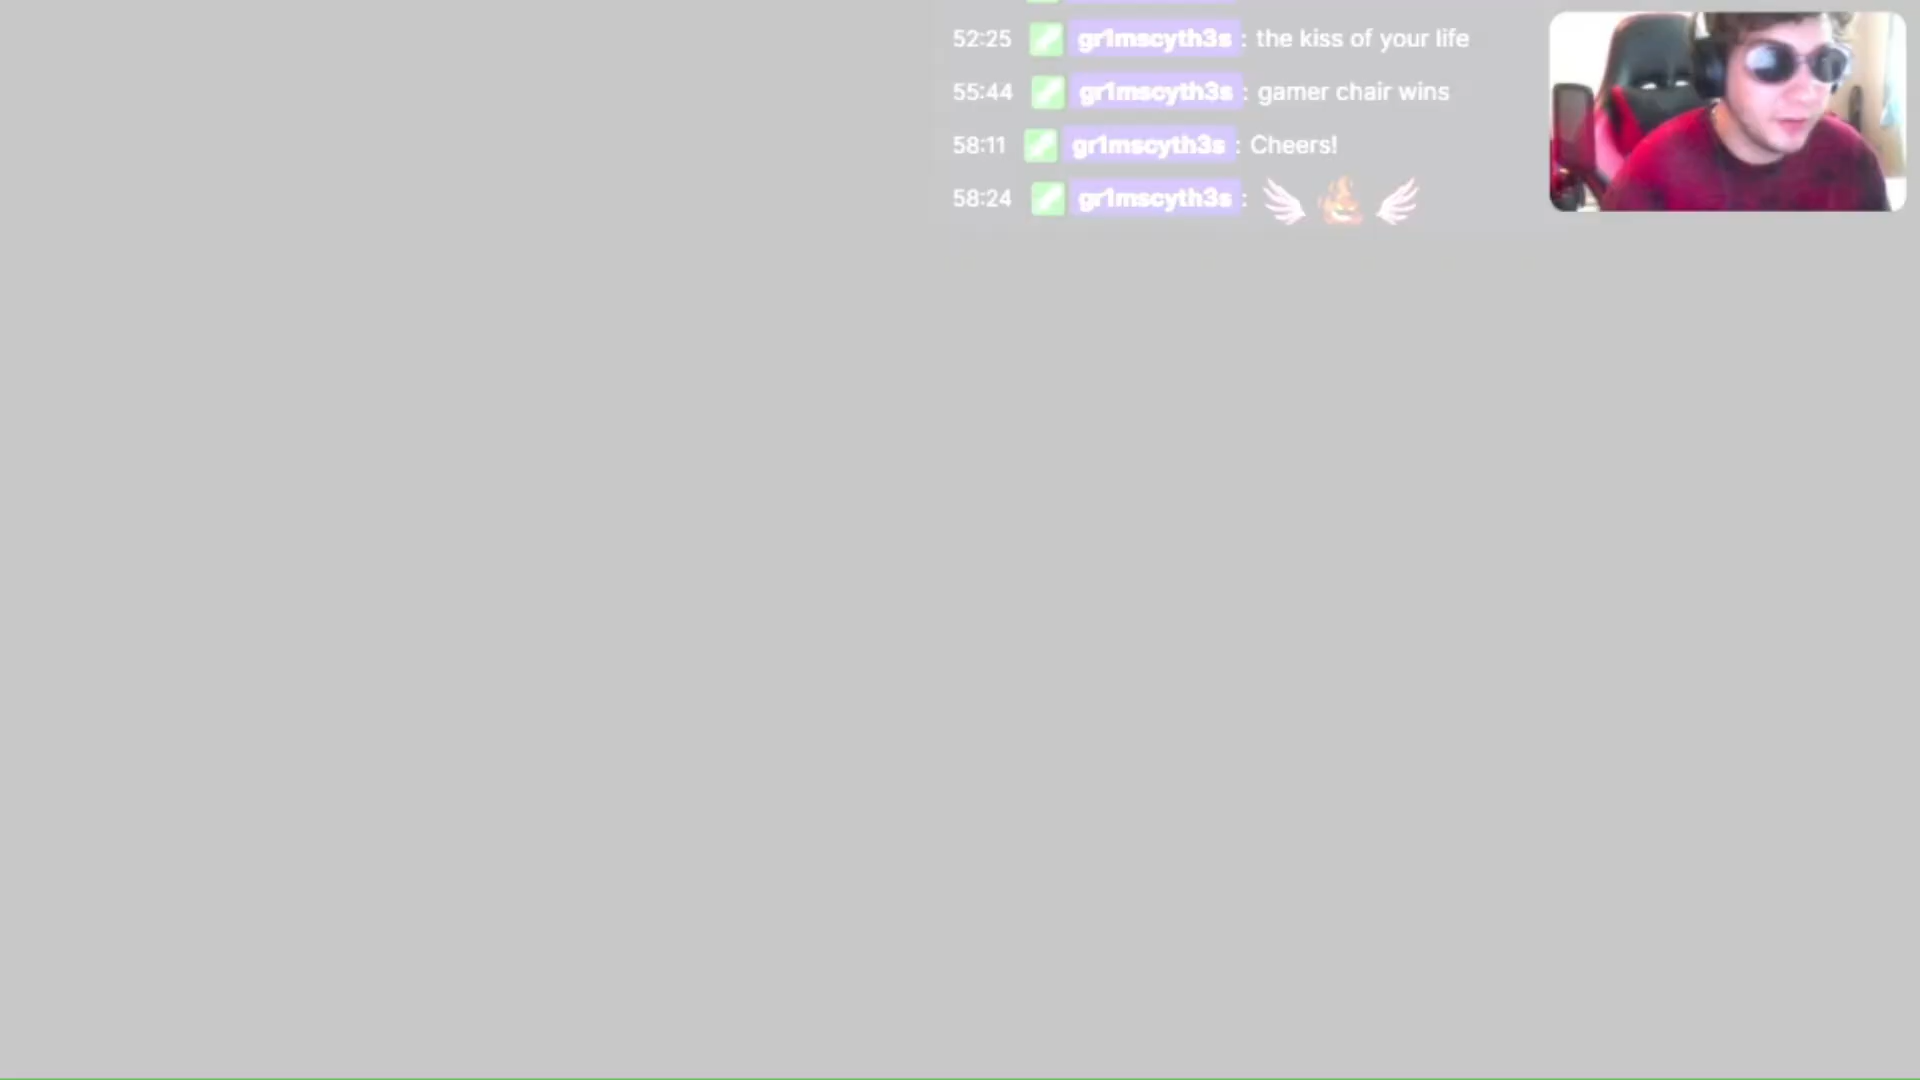 52:25 gr1mscyth3s : the kiss of your life
55:44 gr1mscyth3s : gamer chair wins
58:11 gr1mscyth3s : Cheers!
58:24 gr1mscyth3s :